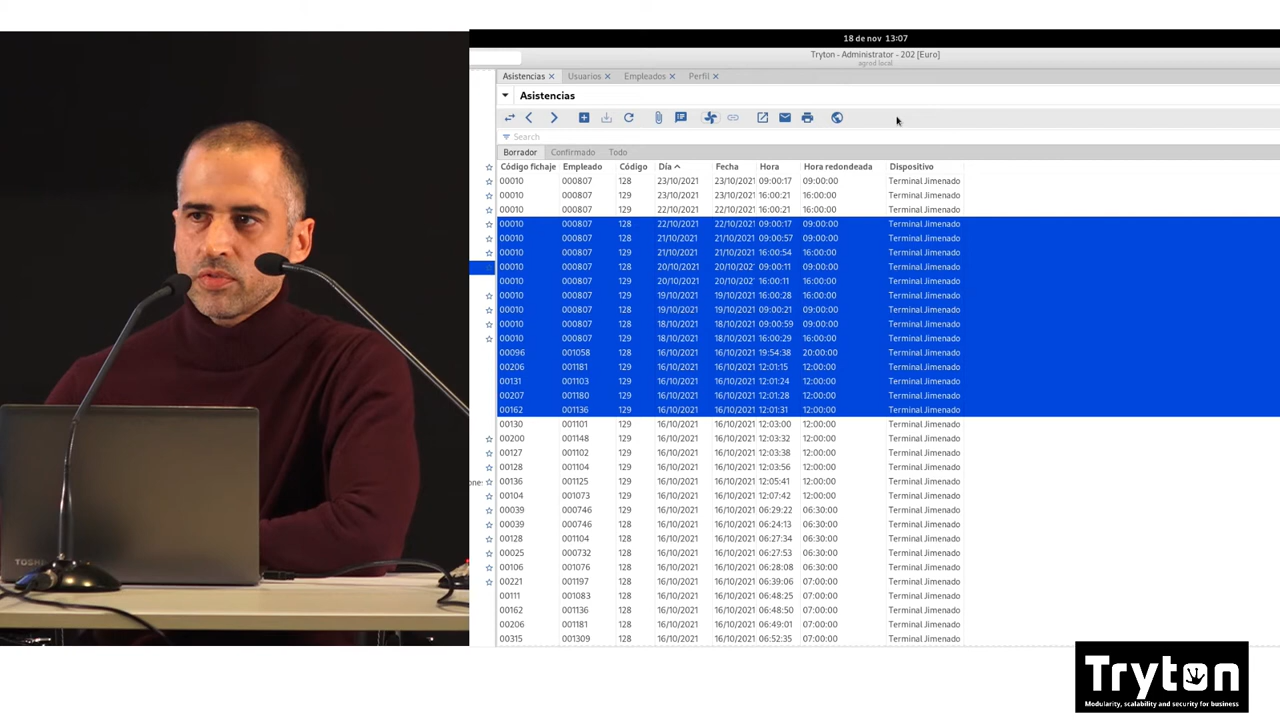 18 de nov 13:07
Tryton - Administrator - 202 [Euro]
agrod local
Asistencias Usuarios Empleados Perfil
Asistencias
Search
Borrador Confirmado Todo
Código fichaje Empleado Código Día Fecha Hora Hora redondeada Dispositivo
00010 000807 128 23/10/2021 23/10/2021 09:00:17 09:00:00 Terminal Jimenado
00010 000807 129 23/10/2021 23/10/2021 16:00:21 16:00:00 Terminal Jimenado
00010 000807 129 22/10/2021 22/10/2021 16:00:21 16:00:00 Terminal Jimenado
00010 000807 128 22/10/2021 22/10/2021 09:00:17 09:00:00 Terminal Jimenado
00010 000807 128 21/10/2021 21/10/2021 09:00:57 09:00:00 Terminal Jimenado
00010 000807 129 21/10/2021 21/10/2021 16:00:54 16:00:00 Terminal Jimenado
00010 000807 128 20/10/2021 20/10/202 09:00:11 09:00:00 Terminal Jimenado
00010 000807 129 20/10/2021 20/10/202 16:00:11 16:00:00 Terminal Jimenado
00010 000807 129 19/10/2021 19/10/2021 16:00:28 16:00:00 Terminal Jimenado
00010 000807 128 19/10/2021 19/10/2021 09:00:21 09:00:00 Terminal Jimenado
00010 000807 128 18/10/2021 18/10/2021 09:00:59 09:00:00 Terminal Jimenado
00010 000807 129 18/10/2021 18/10/2021 16:00:29 16:00:00 Terminal Jimenado
00096 001058 128 16/10/2021 16/10/2021 19:54:38 20:00:00 Terminal Jimenado
00206 001181 129 16/10/2021 16/10/2021 12:01:15 12:00:00 Terminal Jimenado
00131 001103 129 16/10/2021 16/10/2021 12:01:24 12:00:00 Terminal Jimenado
00207 001180 129 16/10/2021 16/10/2021 12:01:28 12:00:00 Terminal Jimenado
00162 001136 129 16/10/2021 16/10/2021 12:01:31 12:00:00 Terminal Jimenado
00130 001101 129 16/10/2021 16/10/2021 12:03:00 12:00:00 Terminal Jimenado
00200 001148 129 16/10/2021 16/10/2021 12:03:32 12:00:00 Terminal Jimenado
00127 001102 129 16/10/2021 16/10/2021 12:03:38 12:00:00 Terminal Jimenado
00128 001104 129 16/10/2021 16/10/2021 12:03:56 12:00:00 Terminal Jimenado
00136 001125 129 16/10/2021 16/10/2021 12:05:41 12:00:00 Terminal Jimenado
00104 001073 129 16/10/2021 16/10/2021 12:07:42 12:00:00 Terminal Jimenado
00039 000746 129 16/10/2021 16/10/2021 06:29:22 06:30:00 Terminal Jimenado
00039 000746 128 16/10/2021 16/10/2021 06:24:13 06:30:00 Terminal Jimenado
00128 001104 128 16/10/2021 16/10/2021 06:27:34 06:30:00 Terminal Jimenado
00025 000732 128 16/10/2021 16/10/2021 06:27:53 06:30:00 Terminal Jimenado
00106 001076 128 16/10/2021 16/10/2021 06:28:08 06:30:00 Terminal Jimenado
00221 001197 128 16/10/2021 16/10/2021 06:39:06 07:00:00 Terminal Jimenado
00111 001083 128 16/10/2021 16/10/2021 06:48:25 07:00:00 Terminal Jimenado
00162 001136 128 16/10/2021 16/10/2021 06:48:50 07:00:00 Terminal Jimenado
00206 001181 128 16/10/2021 16/10/2021 06:49:01 07:00:00 Terminal Jimenado
00315 001309 128 16/10/2021 16/10/2021 06:52:35 07:00:00 Terminal Jimenado
Tryton
Modularity, scalability and security for business